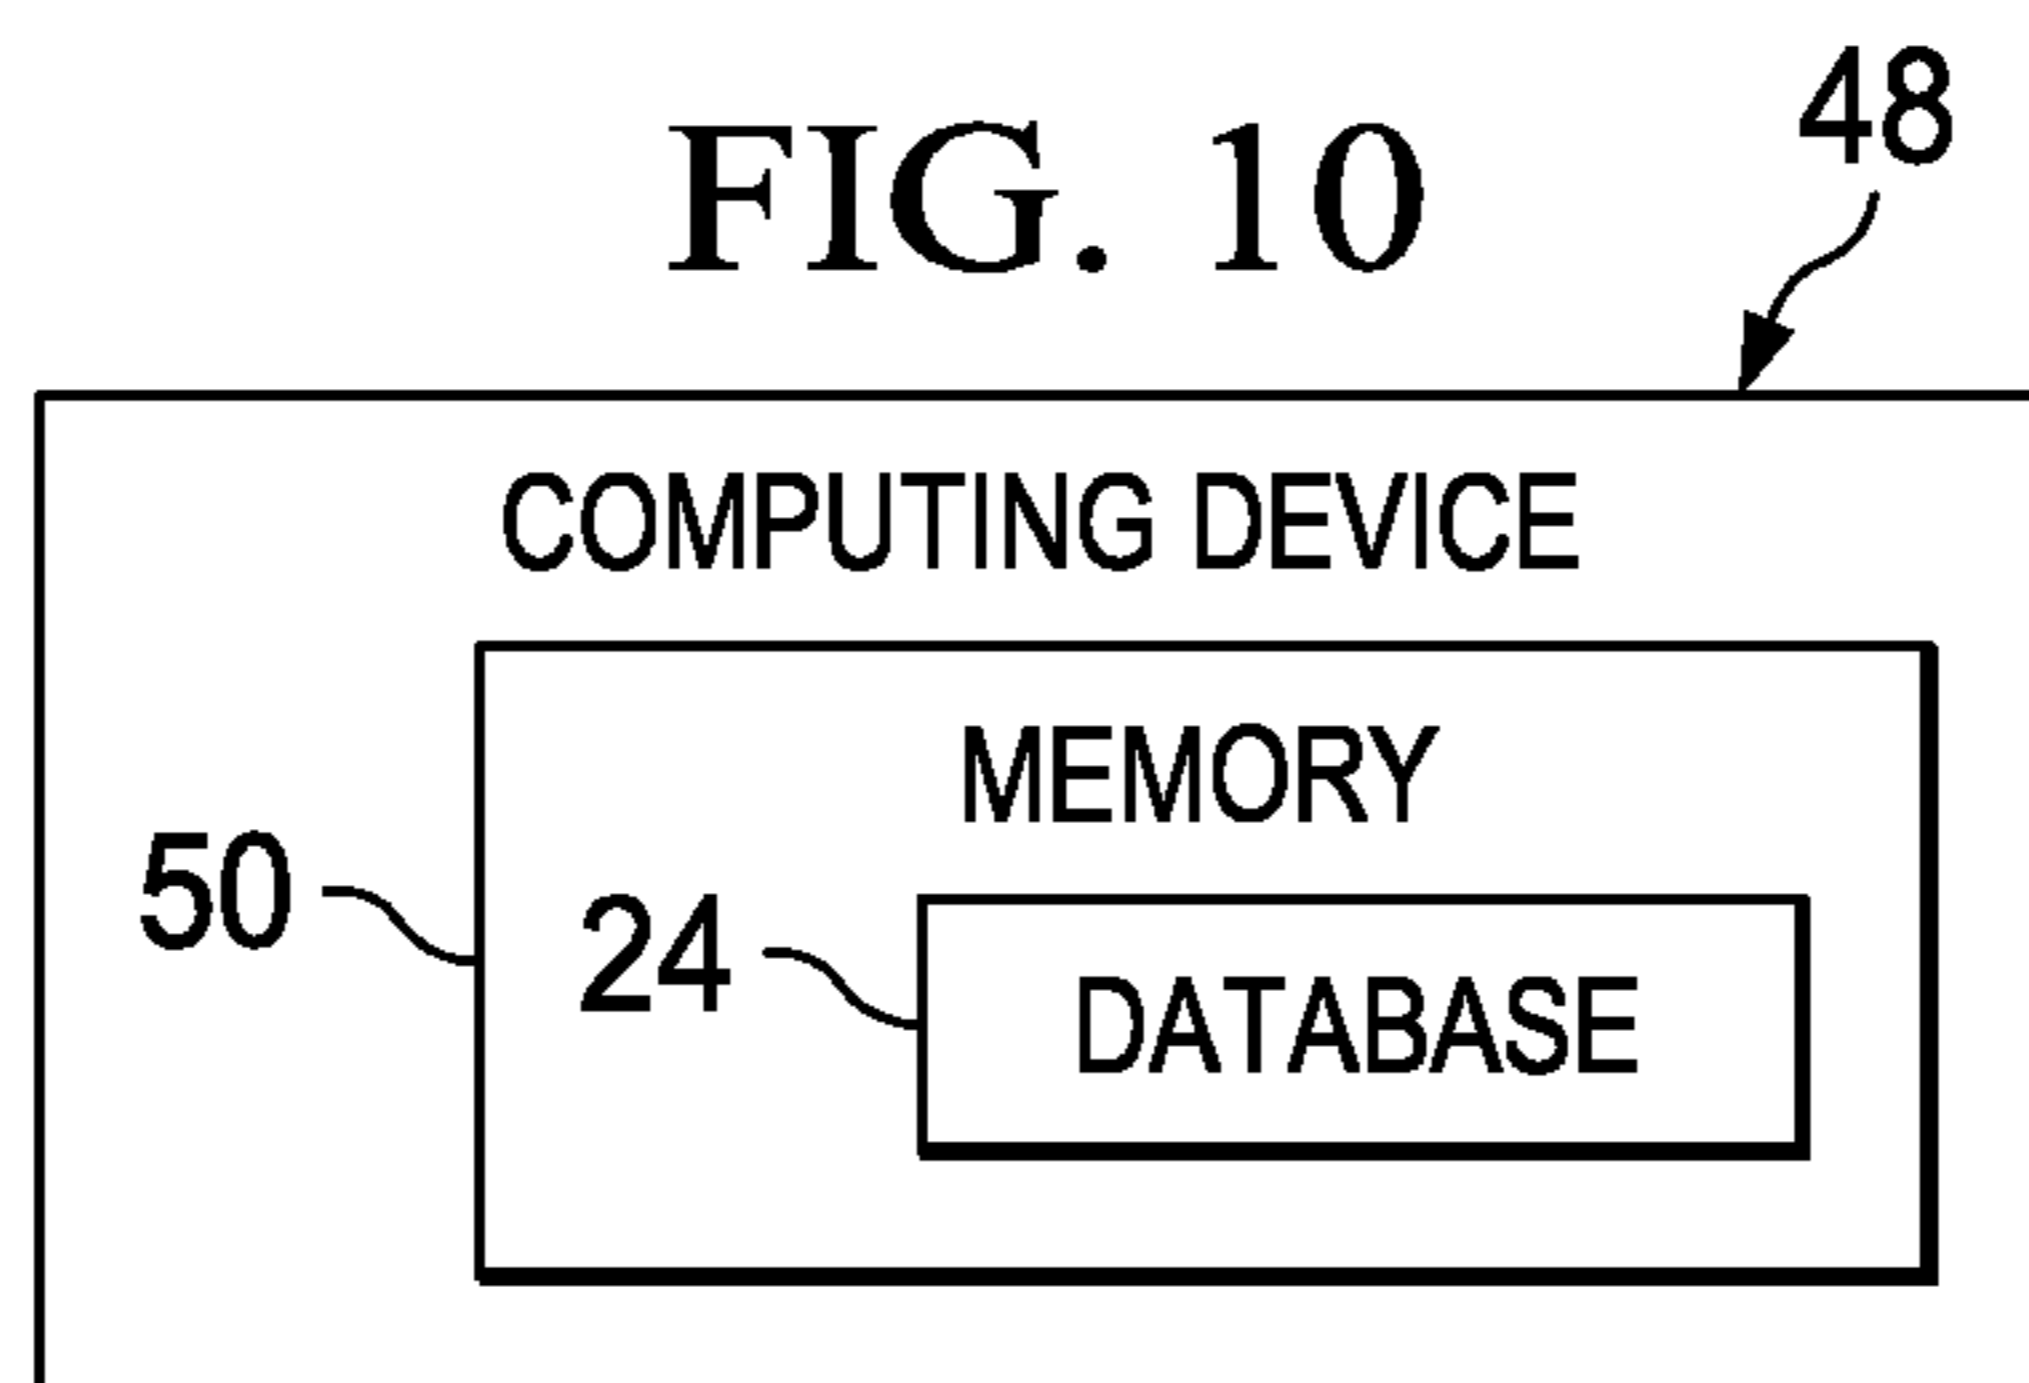 48
FIG. 10
COMPUTING DEVICE
MEMORY
50
24
DATABASE